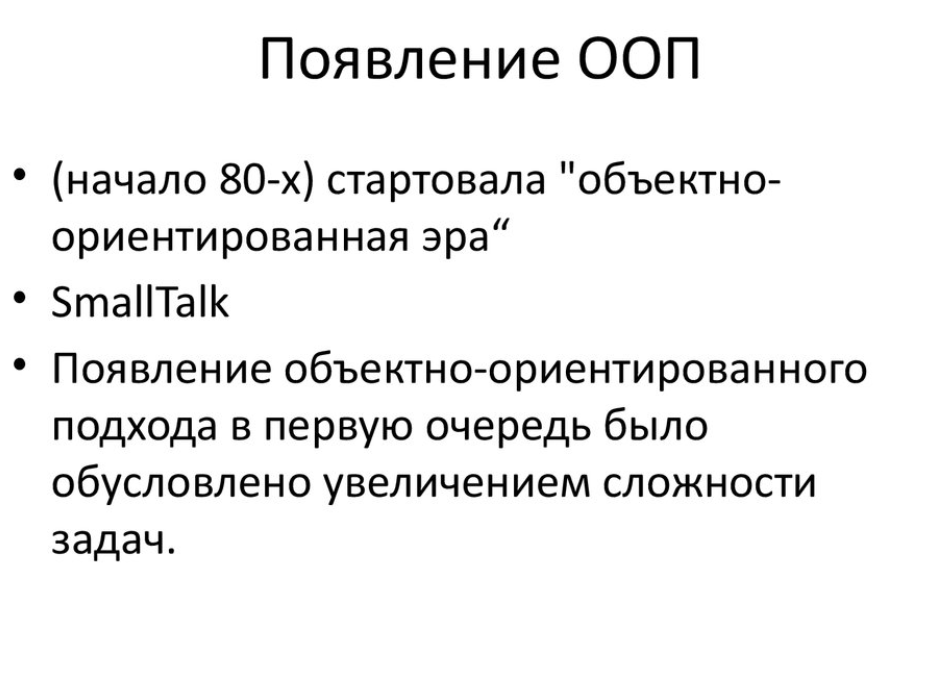 Появление ООП
• (начало 80-х) стартовала "объектно-
ориентированная эра“
• SmallTalk
• Появление объектно-ориентированного
подхода в первую очередь было
обусловлено увеличением сложности
задач.